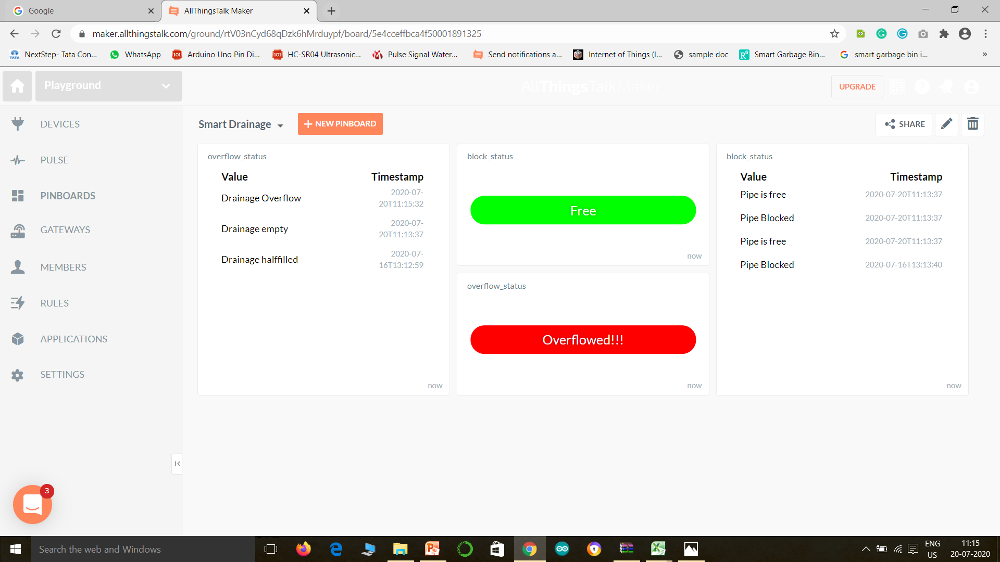 Google
AllThingsTalk Maker
maker.allthingstalk.com/ground/rtV03nCyd68qDzk6hMrduypf/board/5e4cceffbca4f50001891325
NextStep- Tata Con... WhatsApp Arduino Uno Pin Di... HC-SR04 Ultrasonic... Pulse Signal Water... Send notifications a... Internet of Things (I... sample doc Smart Garbage Bin... smart garbage bin i... »
Playground
AllThingsTalkMaker
UPGRADE
DEVICES
PULSE
PINBOARDS
GATEWAYS
MEMBERS
RULES
APPLICATIONS
SETTINGS
3
Smart Drainage
+ NEW PINBOARD
SHARE
overflow_status
Value Timestamp
Drainage Overflow 2020-07-
20T11:15:32
Drainage empty 2020-07-
20T11:13:37
Drainage halffilled 2020-07-
16T13:12:59
now
block_status
Free
now
overflow_status
Overflowed!!!
now
block_status
Value Timestamp
Pipe is free 2020-07-20T11:13:37
Pipe Blocked 2020-07-20T11:13:37
Pipe is free 2020-07-20T11:13:37
Pipe Blocked 2020-07-16T13:13:40
now
Search the web and Windows
ENG
US
11:15
20-07-2020